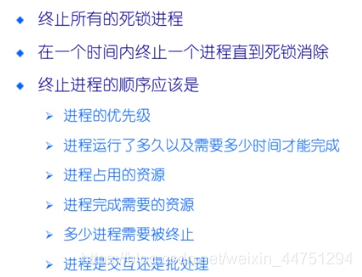 终止所有的死锁进程
在一个时间内终止一个进程直到死锁消除
终止进程的顺序应该是
进程的优先级
进程运行了多久以及需要多少时间才能完成
进程占用的资源
进程完成需要的资源
多少进程需要被终止
进程是交互还是批处理
net/weixin_44751294